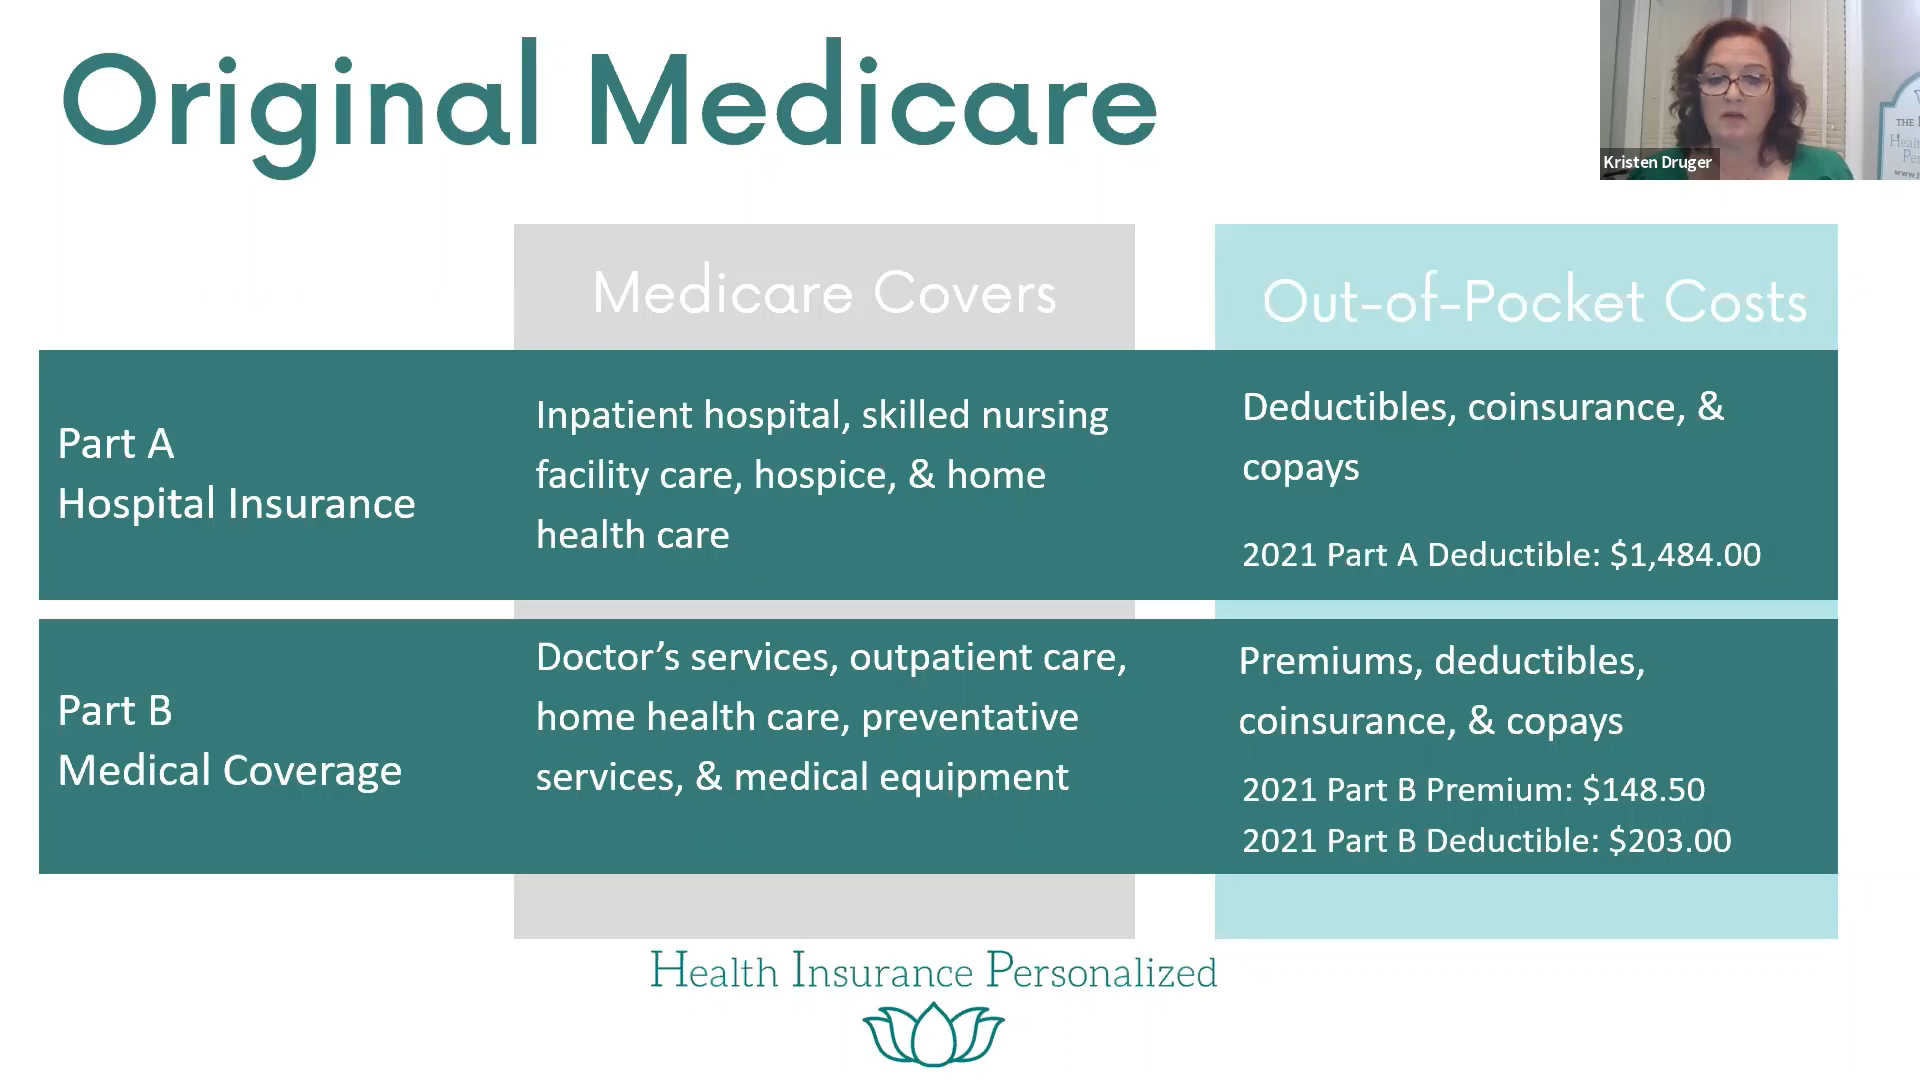 Original Medicare
Kristen Druger
THE
www.
Medicare Covers
Out-of-Pocket Costs
Part A
Hospital Insurance
Inpatient hospital, skilled nursing
facility care, hospice, & home
health care
Deductibles, coinsurance, &
copays
2021 Part A Deductible: $1,484.00
Part B
Medical Coverage
Doctor’s services, outpatient care,
home health care, preventative
services, & medical equipment
Premiums, deductibles,
coinsurance, & copays
2021 Part B Premium: $148.50
2021 Part B Deductible: $203.00
Health Insurance Personalized